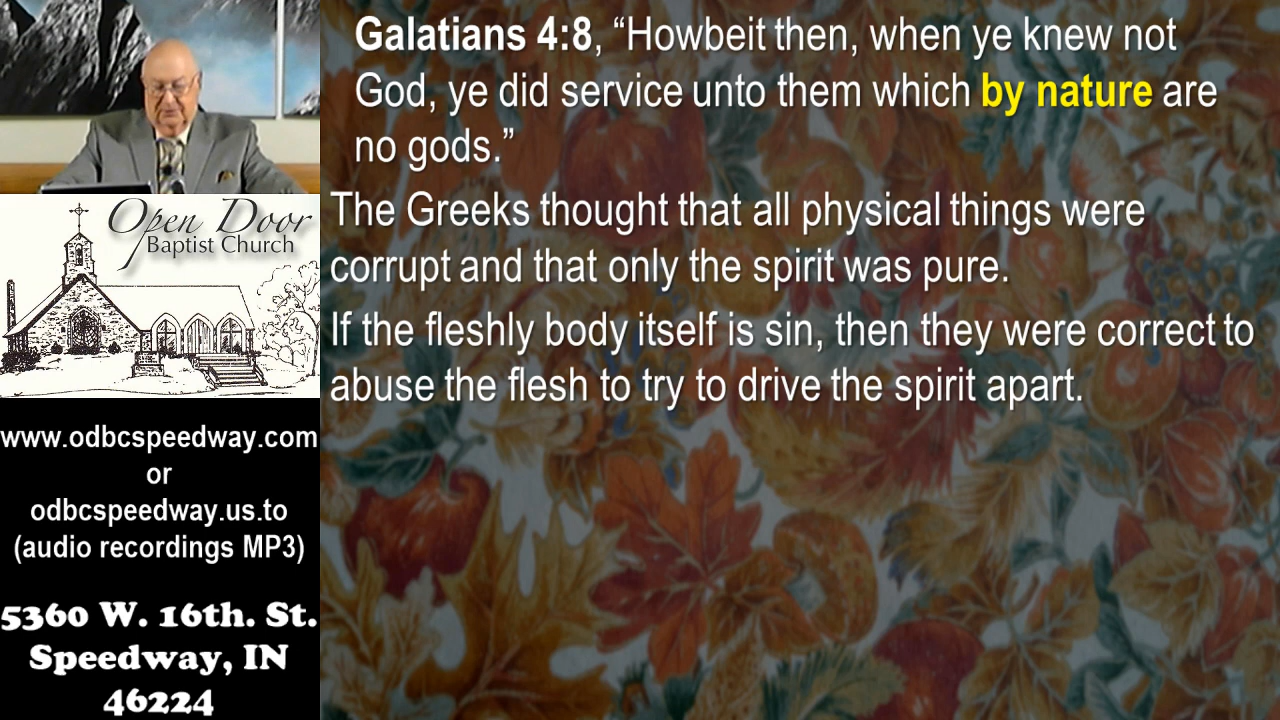 Galatians 4:8, “Howbeit then, when ye knew not
God, ye did service unto them which by nature are
no gods.”
The Greeks thought that all physical things were
corrupt and that only the spirit was pure.
If the fleshly body itself is sin, then they were correct to
abuse the flesh to try to drive the spirit apart.
Open Door
Baptist Church
www.odbcspeedway.com
or
odbcspeedway.us.to
(audio recordings MP3)
5360 W. 16th. St.
Speedway, IN
46224